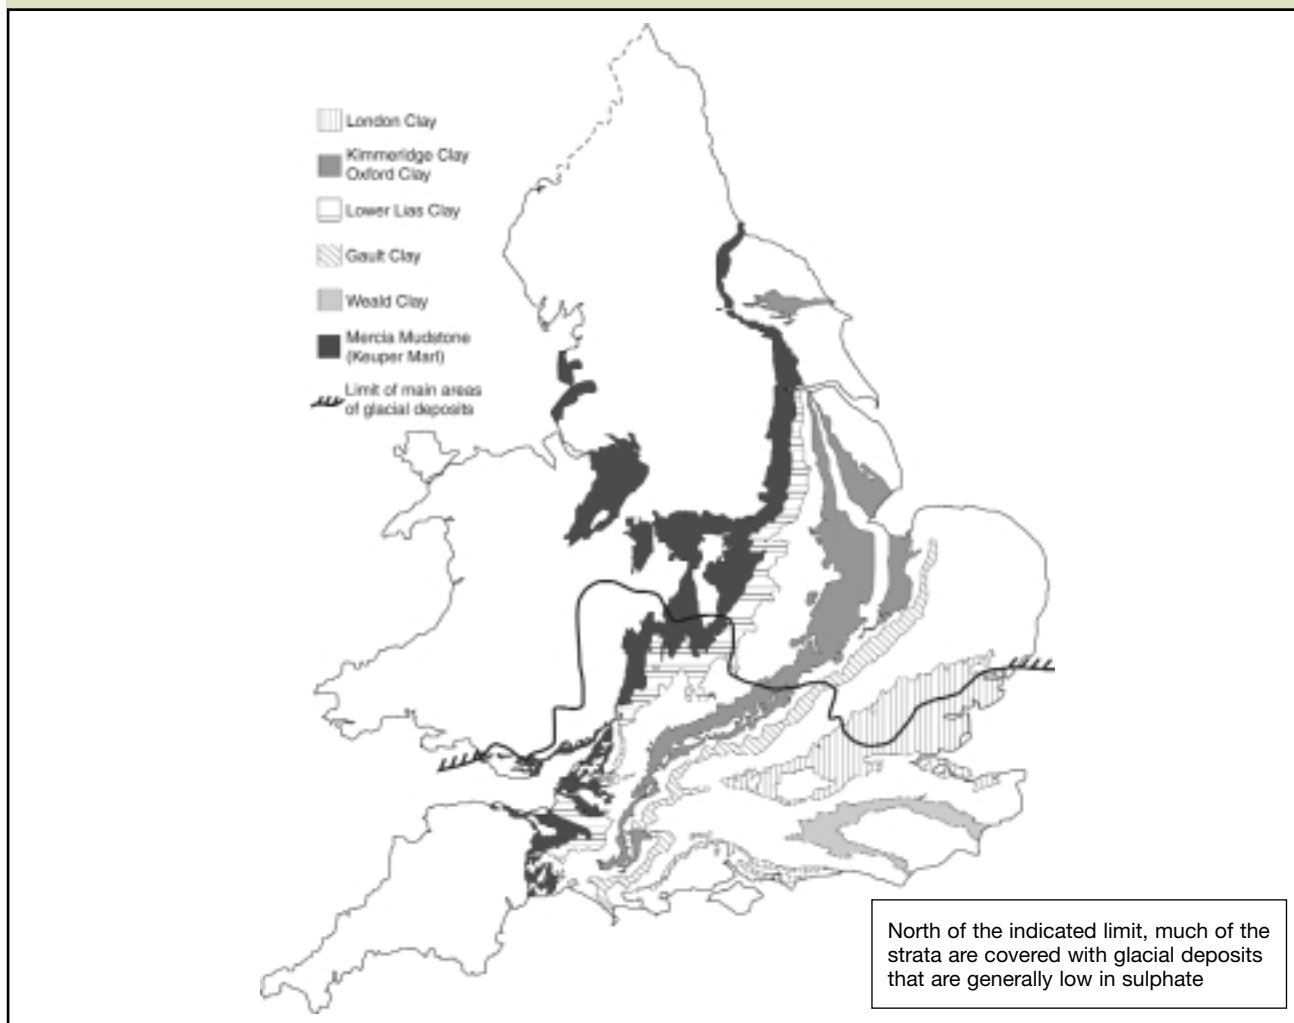 London Clay
Kimmeridge Clay
Oxford Clay
Lower Lias Clay
Gault Clay
Weald Clay
Mercia Mudstone
(Keuper Marl)
Limit of main areas
of glacial deposits
North of the indicated limit, much of the
strata are covered with glacial deposits
that are generally low in sulphate